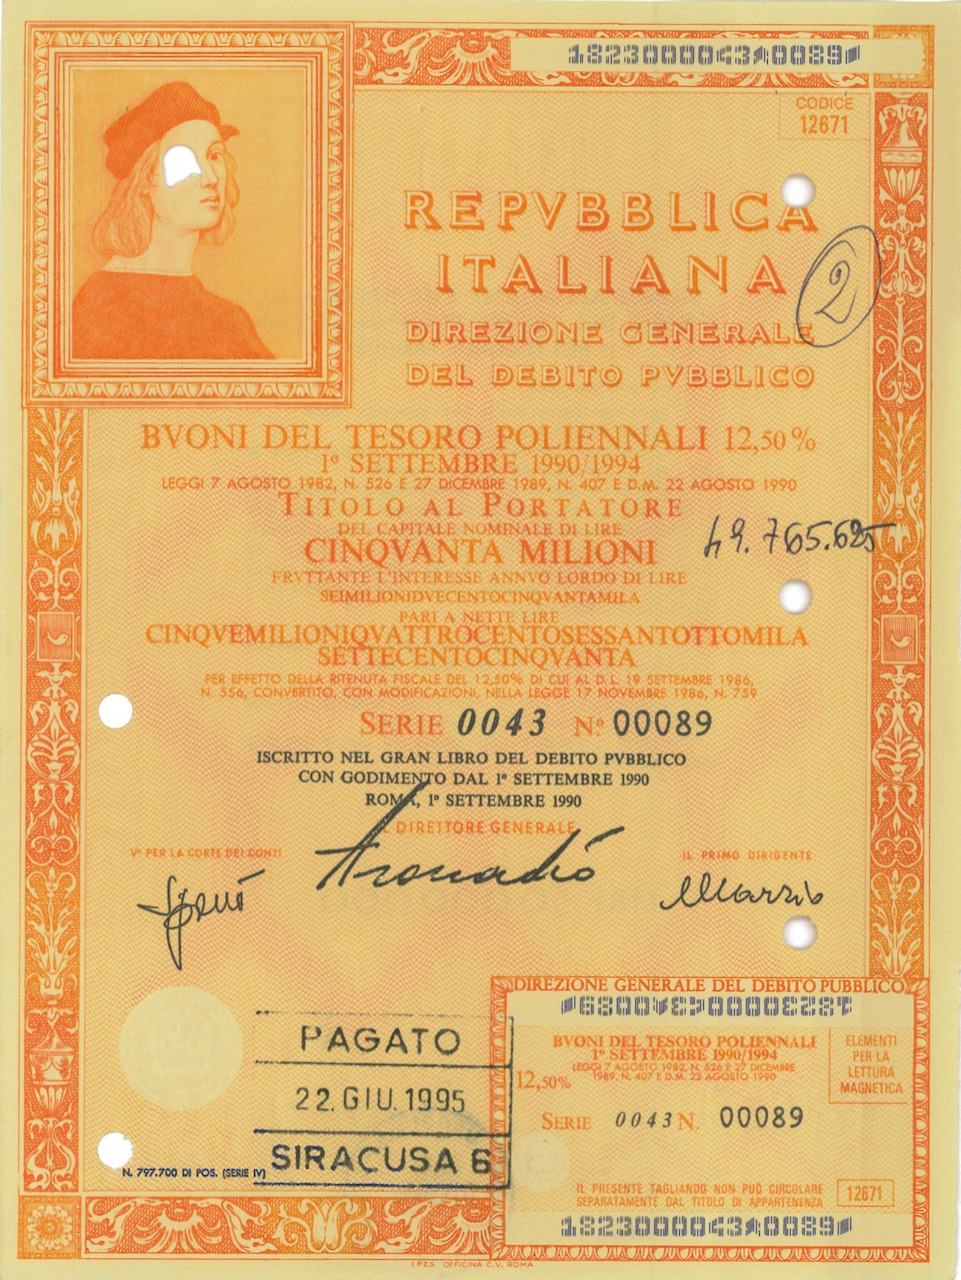 18230000430089
CODICE
12671
REPVBBLICA
ITALIANA
2
DIREZIONE GENERALE
DEL DEBITO PVBBLICO
BVONI DEL TESORO POLIENNALI 12,50%
1º SETTEMBRE 1990/1994
LEGGI 7 AGOSTO 1982, N. 526 E 27 DICEMBRE 1989, N. 407 E D.M. 22 AGOSTO 1990
TITOLO AL PORTATORE
DEL CAPITALE NOMINALE DI LIRE
CINQVANTA MILIONI
49.765.625
FRVTTANTE L'INTERESSE ANNVO LORDO DI LIRE
SEIMILIONIDVECENTOCINQVANTAMILA
PARI A NETTE LIRE
CINQVEMILIONIQVATTROCENTOSESSANTOTTOMILA
SETTECENTOCINQVANTA
PER EFFETTO DELLA RITENUTA FISCALE DEL 12,50% DI CUI AL D.L. 19 SETTEMBRE 1986,
N. 556, CONVERTITO, CON MODIFICAZIONI, NELLA LEGGE 17 NOVEMBRE 1986, N. 759
SERIE 0043 N.º 00089
ISCRITTO NEL GRAN LIBRO DEL DEBITO PVBBLICO
CON GODIMENTO DAL 1º SETTEMBRE 1990
ROMA, 1º SETTEMBRE 1990
IL DIRETTORE GENERALE
Vº PER LA CORTE DEI CONTI
IL PRIMO DIRIGENTE
DIREZIONE GENERALE DEL DEBITO PUBBLICO
18230000430089
BVONI DEL TESORO POLIENNALI
1º SETTEMBRE 1990/1994
LEGGI 7 AGOSTO 1982, N. 526 E 27 DICEMBRE
1989, N. 407 E D.M. 22 AGOSTO 1990
12,50%
ELEMENTI
PER LA
LETTURA
MAGNETICA
SERIE 0043 N. 00089
PAGATO
22. GIU. 1995
SIRACUSA 6
N. 797.700 DI POS. (SERIE IV)
IL PRESENTE TAGLIANDO NON PUÒ CIRCOLARE
SEPARATAMENTE DAL TITOLO DI APPARTENENZA
12671
18230000430089
I.P.Z.S. OFFICINA C.V. ROMA